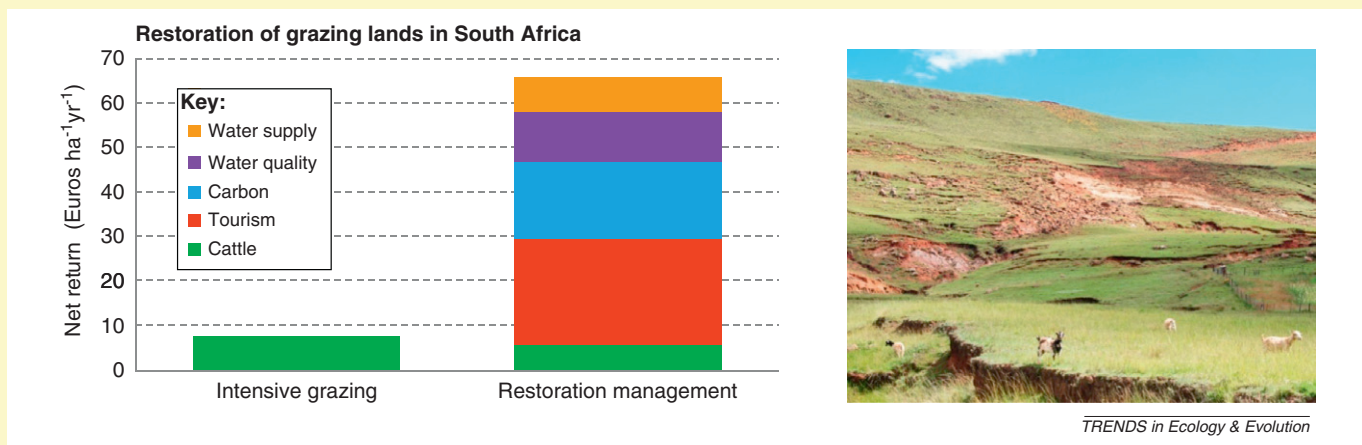 Restoration of grazing lands in South Africa
Net return (Euros ha-1yr-1)
70
60
50
40
30
20
10
0
Key:
Water supply
Water quality
Carbon
Tourism
Cattle
Intensive grazing
Restoration management
TRENDS in Ecology & Evolution